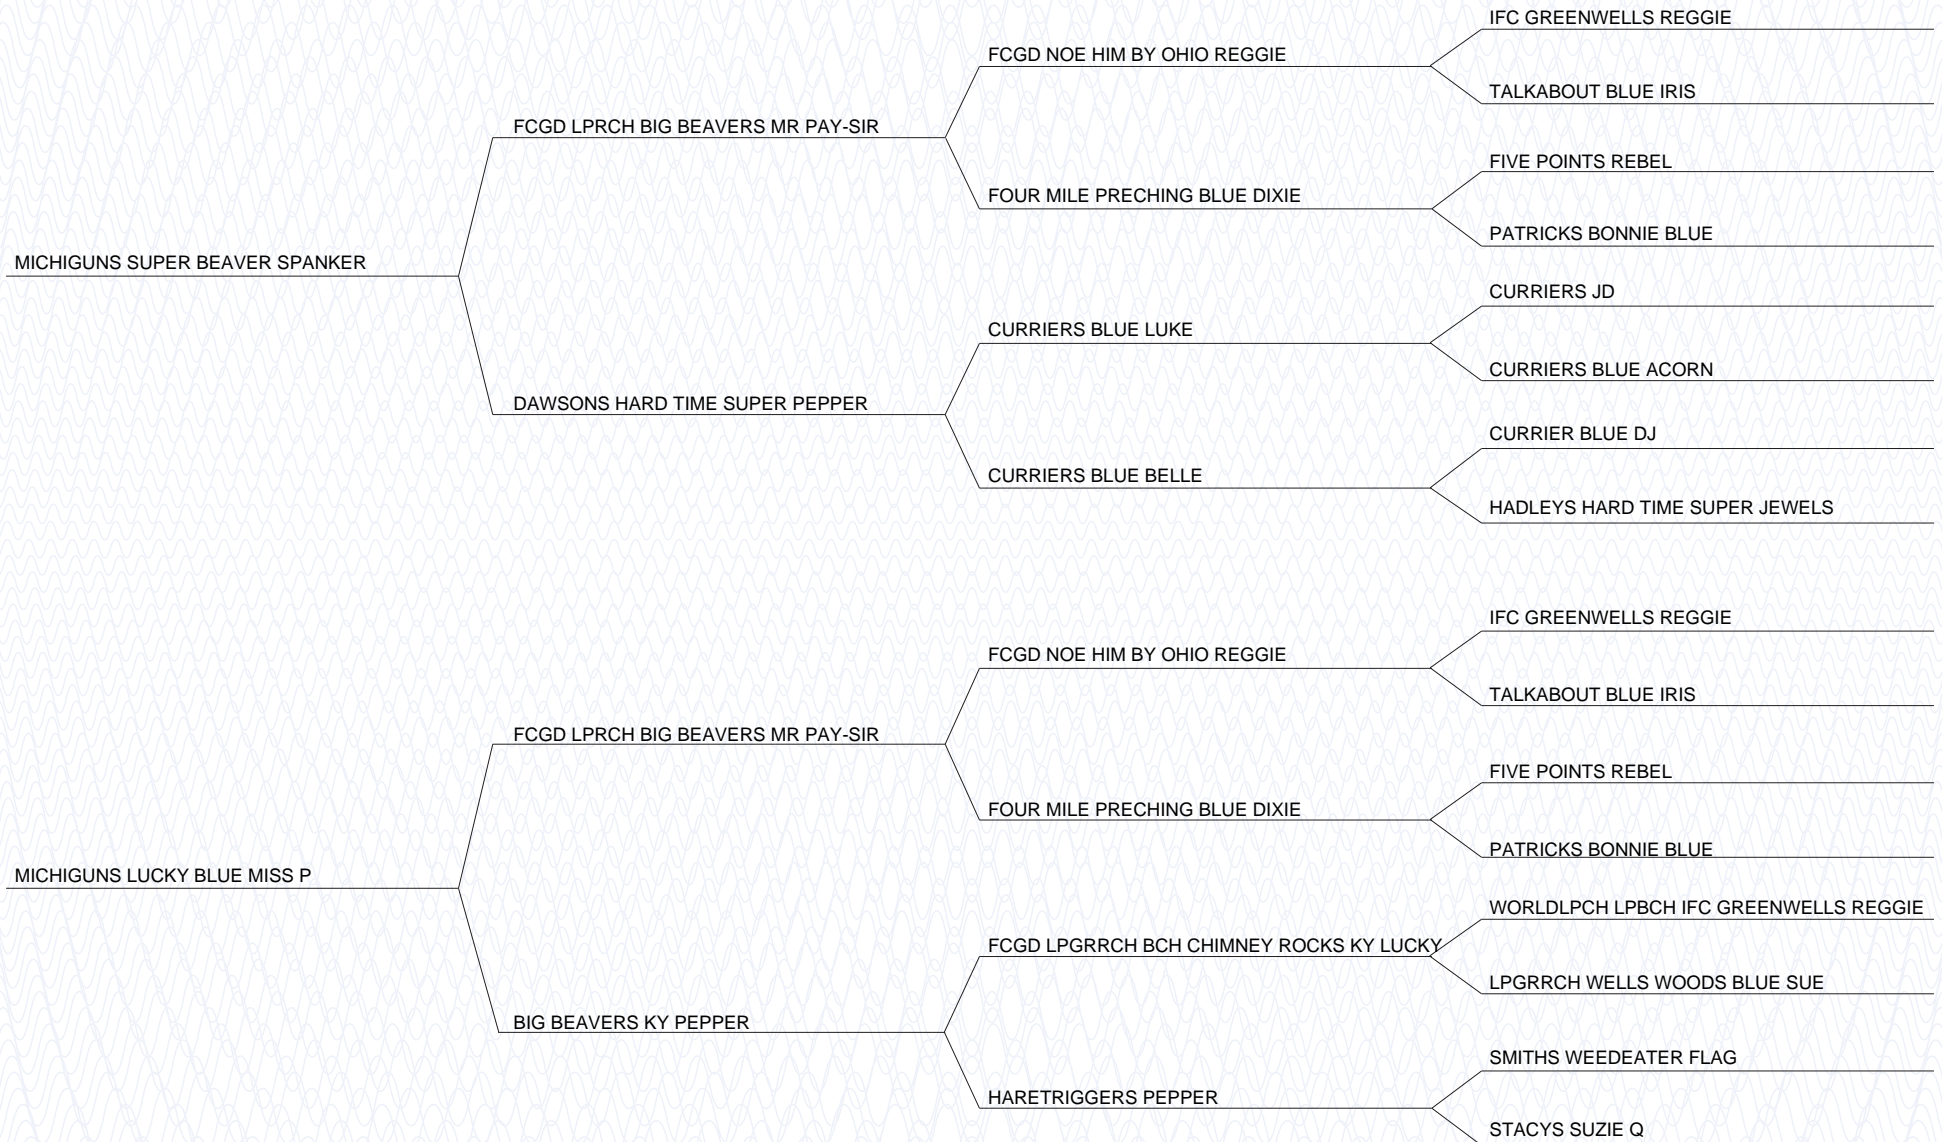 IFC GREENWELLS REGGIE
FCGD NOE HIM BY OHIO REGGIE
TALKABOUT BLUE IRIS
FCGD LPRCH BIG BEAVERS MR PAY-SIR
FIVE POINTS REBEL
FOUR MILE PRECHING BLUE DIXIE
PATRICKS BONNIE BLUE
MICHIGUNS SUPER BEAVER SPANKER
CURRIERS JD
CURRIERS BLUE LUKE
CURRIERS BLUE ACORN
DAWSONS HARD TIME SUPER PEPPER
CURRIER BLUE DJ
CURRIERS BLUE BELLE
HADLEYS HARD TIME SUPER JEWELS
IFC GREENWELLS REGGIE
FCGD NOE HIM BY OHIO REGGIE
TALKABOUT BLUE IRIS
FCGD LPRCH BIG BEAVERS MR PAY-SIR
FIVE POINTS REBEL
FOUR MILE PRECHING BLUE DIXIE
PATRICKS BONNIE BLUE
MICHIGUNS LUCKY BLUE MISS P
WORLDLPCH LPBCH IFC GREENWELLS REGGIE
FCGD LPGRRCH BCH CHIMNEY ROCKS KY LUCKY
LPGRRCH WELLS WOODS BLUE SUE
BIG BEAVERS KY PEPPER
SMITHS WEEDEATER FLAG
HARETRIGGERS PEPPER
STACYS SUZIE Q